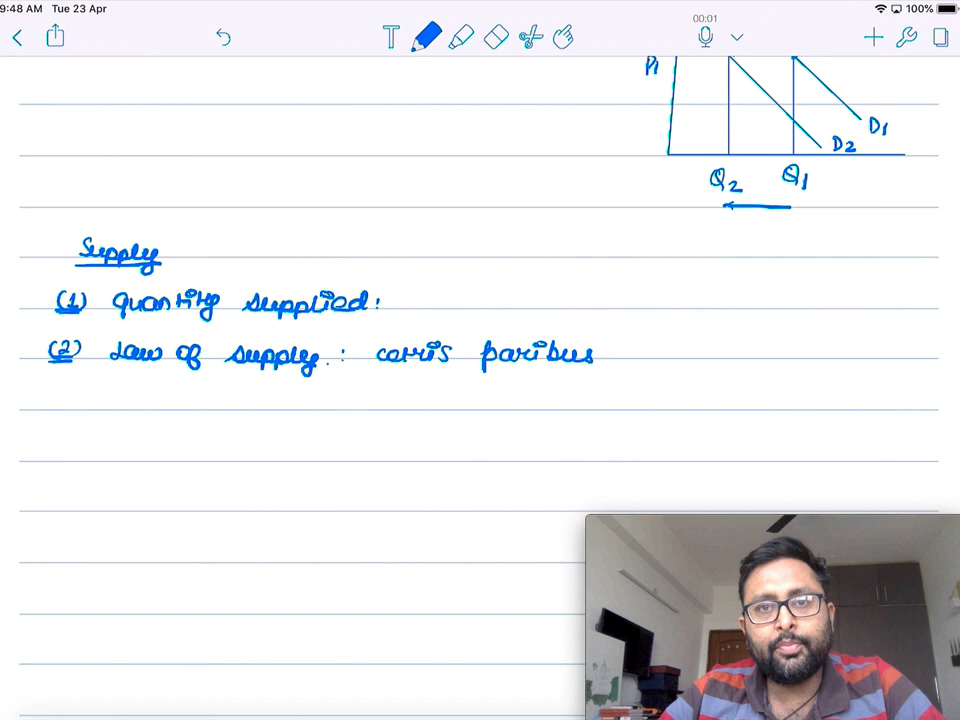 9:48 AM Tue 23 Apr
100%
00:01
T
P1
D1
D2
Q2 Q1
Supply
(1) Quantity supplied:
(2) Law of supply: cetris paribus